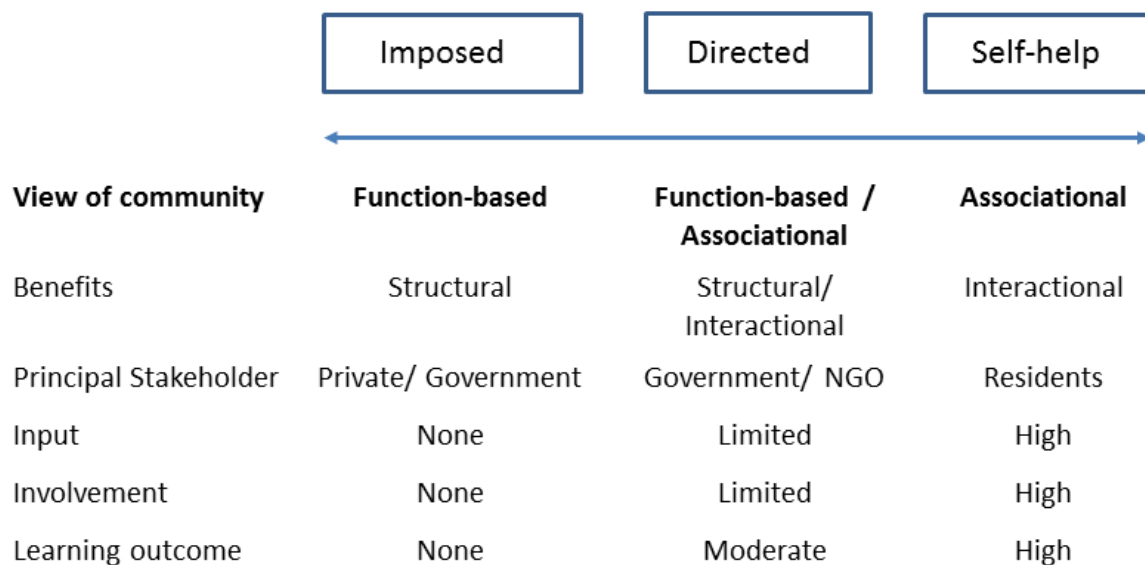 Imposed Directed Self-help
View of community Function-based Function-based / Associational
Associational
Benefits Structural Structural/ Interactional
Interactional
Principal Stakeholder Private/ Government Government/ NGO Residents
Input None Limited High
Involvement None Limited High
Learning outcome None Moderate High